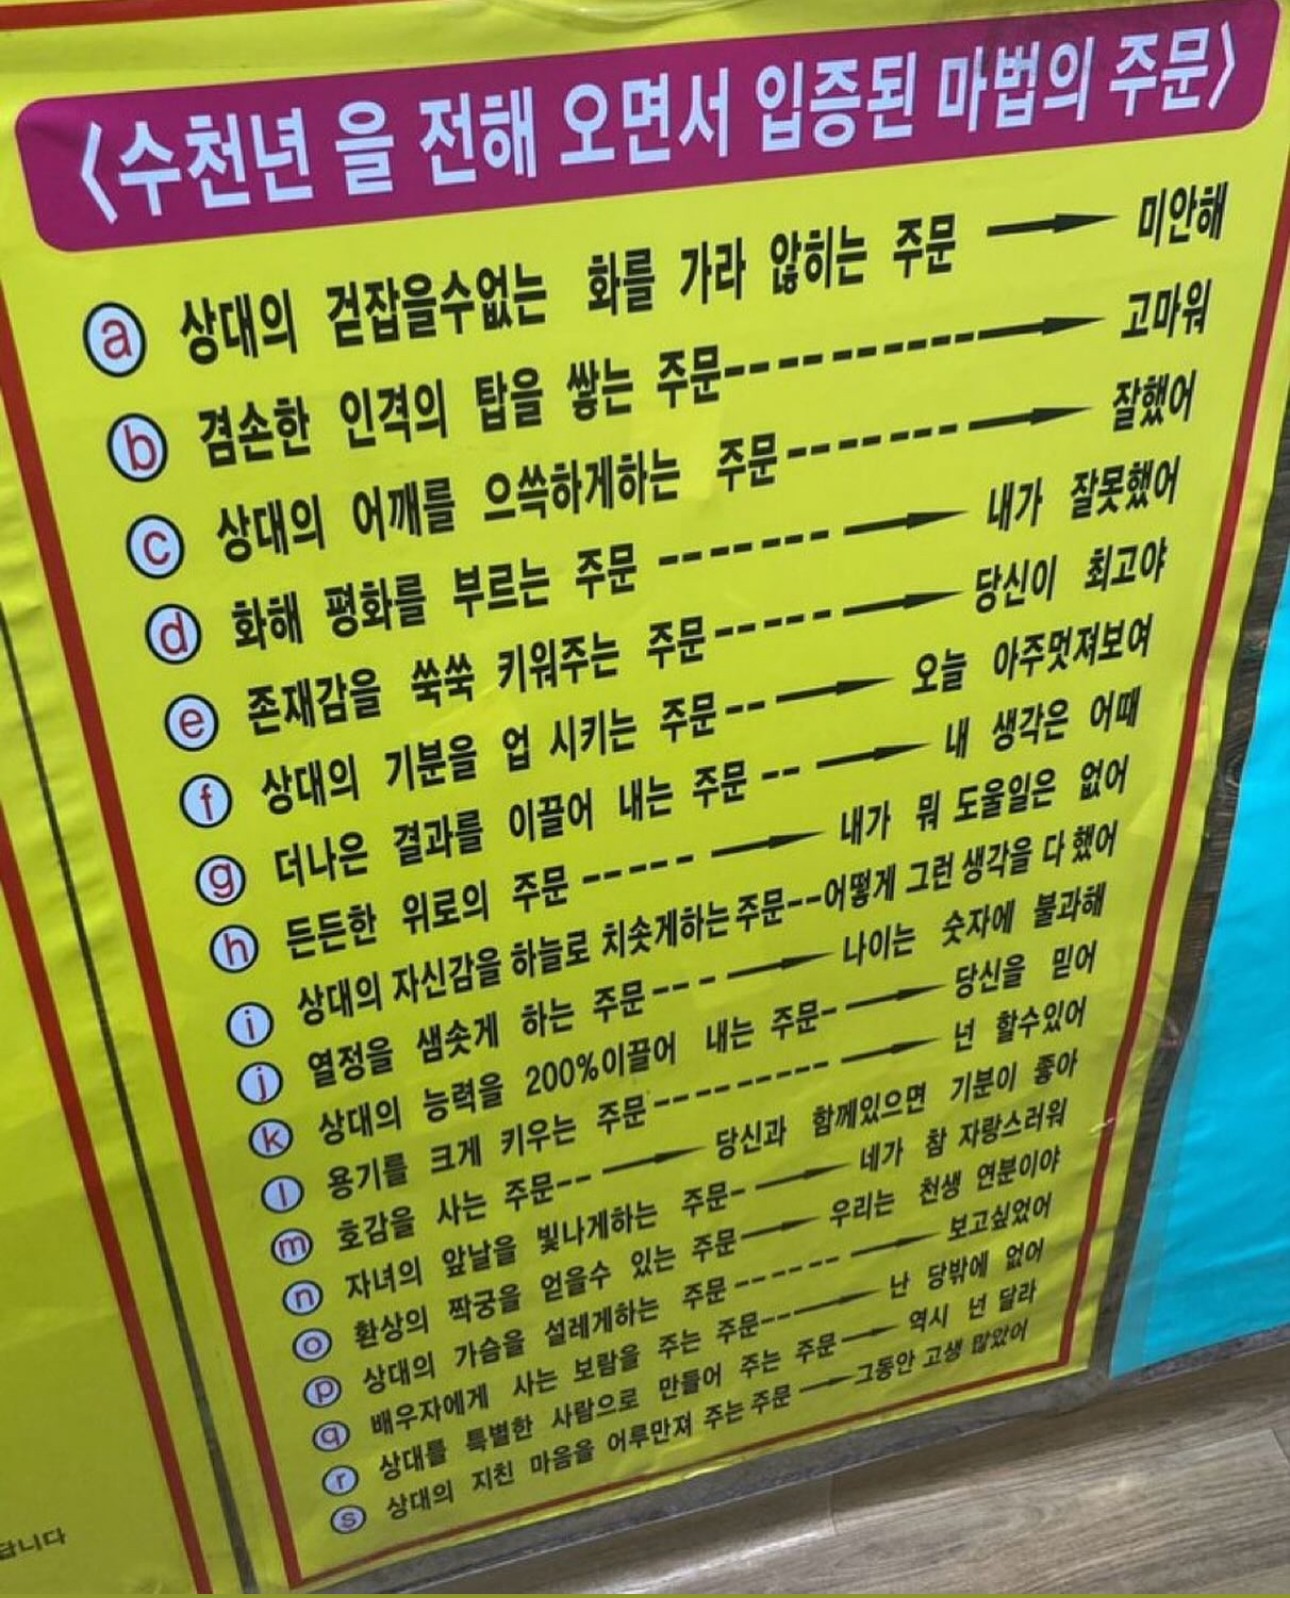 〈수천년 을 전해 오면서 입증된 마법의 주문〉
ⓐ 상대의 걷잡을수없는 화를 가라 않히는 주문 → 미안해
ⓑ 겸손한 인격의 탑을 쌓는 주문--------→ 고마워
ⓒ 상대의 어깨를 으쓱하게하는 주문------→ 잘했어
ⓓ 화해 평화를 부르는 주문 ------→ 내가 잘못했어
ⓔ 존재감을 쑥쑥 키워주는 주문----→ 당신이 최고야
ⓕ 상대의 기분을 업 시키는 주문--→ 오늘 아주멋져보여
ⓖ 더나은 결과를 이끌어 내는 주문 --→ 내 생각은 어때
ⓗ 든든한 위로의 주문 -----→ 내가 뭐 도울일은 없어
ⓘ 상대의 자신감을 하늘로 치솟게하는 주문--어떻게 그런 생각을 다 했어
ⓙ 열정을 샘솟게 하는 주문---→ 나이는 숫자에 불과해
ⓚ 상대의 능력을 200%이끌어 내는 주문-→ 당신을 믿어
ⓛ 용기를 크게 키우는 주문--------→ 넌 할수있어
ⓜ 호감을 사는 주문--→ 당신과 함께있으면 기분이 좋아
ⓝ 자녀의 앞날을 빛나게하는 주문-→ 네가 참 자랑스러워
ⓞ 환상의 짝궁을 얻을수 있는 주문→ 우리는 천생 연분이야
ⓟ 상대의 가슴을 설레게하는 주문------→ 보고싶었어
ⓠ 배우자에게 사는 보람을 주는 주문--→ 난 당밖에 없어
ⓡ 상대를 특별한 사람으로 만들어 주는 주문→ 역시 넌 달라
ⓢ 상대의 지친 마음을 어루만져 주는 주문→그동안 고생 많았어
답니다